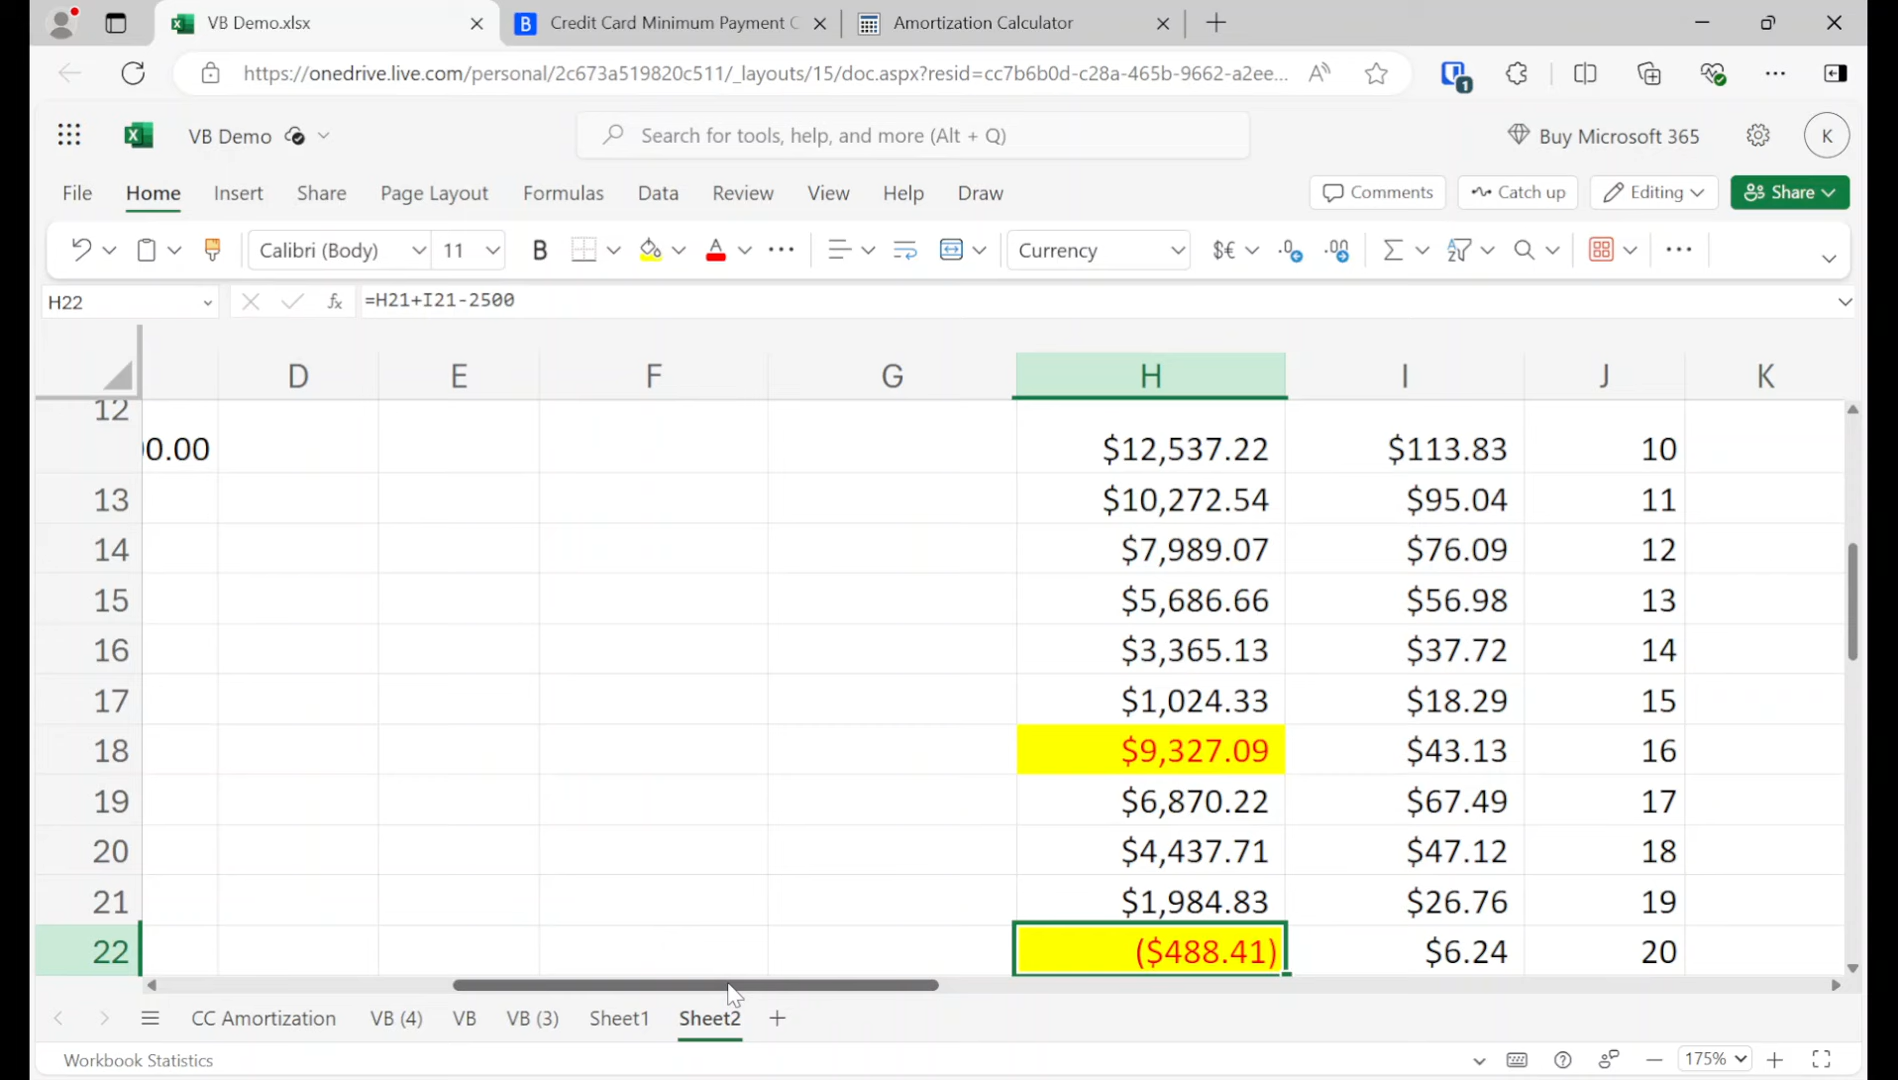 VB Demo.xlsx
Credit Card Minimum Payment C
Amortization Calculator
https://onedrive.live.com/personal/2c673a519820c511/_layouts/15/doc.aspx?resid=cc7b6b0d-c28a-465b-9662-a2ee...
VB Demo
Search for tools, help, and more (Alt + Q)
Buy Microsoft 365
K
File Home Insert Share Page Layout Formulas Data Review View Help Draw
Comments Catch up Editing Share
Calibri (Body) 11 B Currency
H22 fx =H21+I21-2500
D E F G H I J K
12 00.00 $12,537.22 $113.83 10
13 $10,272.54 $95.04 11
14 $7,989.07 $76.09 12
15 $5,686.66 $56.98 13
16 $3,365.13 $37.72 14
17 $1,024.33 $18.29 15
18 $9,327.09 $43.13 16
19 $6,870.22 $67.49 17
20 $4,437.71 $47.12 18
21 $1,984.83 $26.76 19
22 ($488.41) $6.24 20
CC Amortization VB (4) VB VB (3) Sheet1 Sheet2
Workbook Statistics 175%